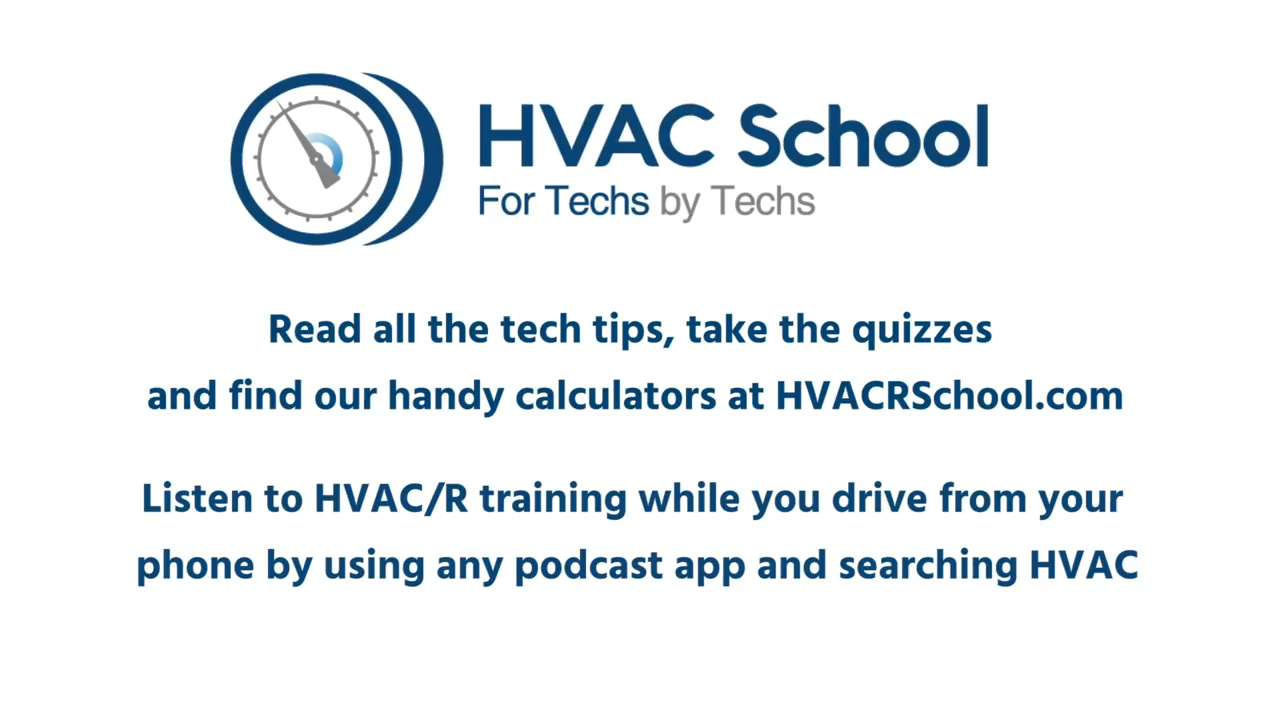 HVAC School
For Techs by Techs
Read all the tech tips, take the quizzes
and find our handy calculators at HVACRSchool.com
Listen to HVAC/R training while you drive from your
phone by using any podcast app and searching HVAC